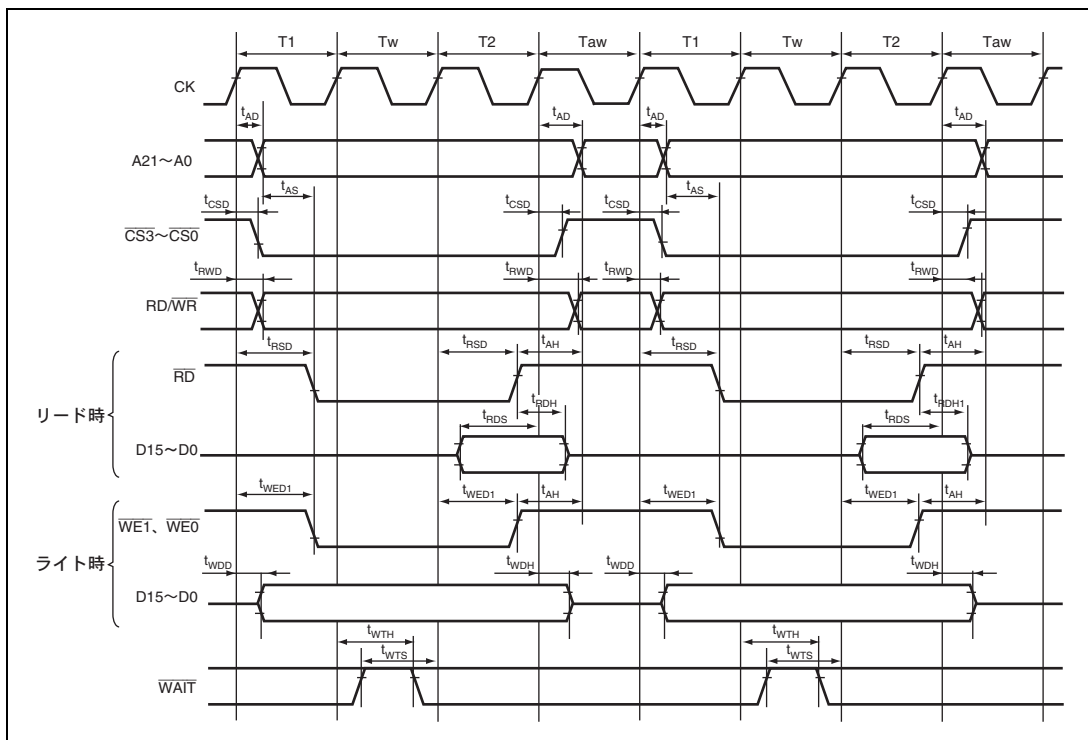 T1 Tw T2 Taw T1 Tw T2 Taw
CK
tAD tAD tAD tAD
A21〜A0
tAS tAS
tCSD tCSD tCSD tCSD
CS3〜CS0
tRWD tRWD tRWD tRWD
RD/WR
tRSD tRSD tAH tRSD tRSD tAH
RD
リード時
tRDH tRDH1
tRDS tRDS
D15〜D0
tWED1 tWED1 tAH tWED1 tWED1 tAH
WE1、WE0
ライト時
tWDD tWDH tWDD tWDH
D15〜D0
tWTH tWTH
tWTS tWTS
WAIT